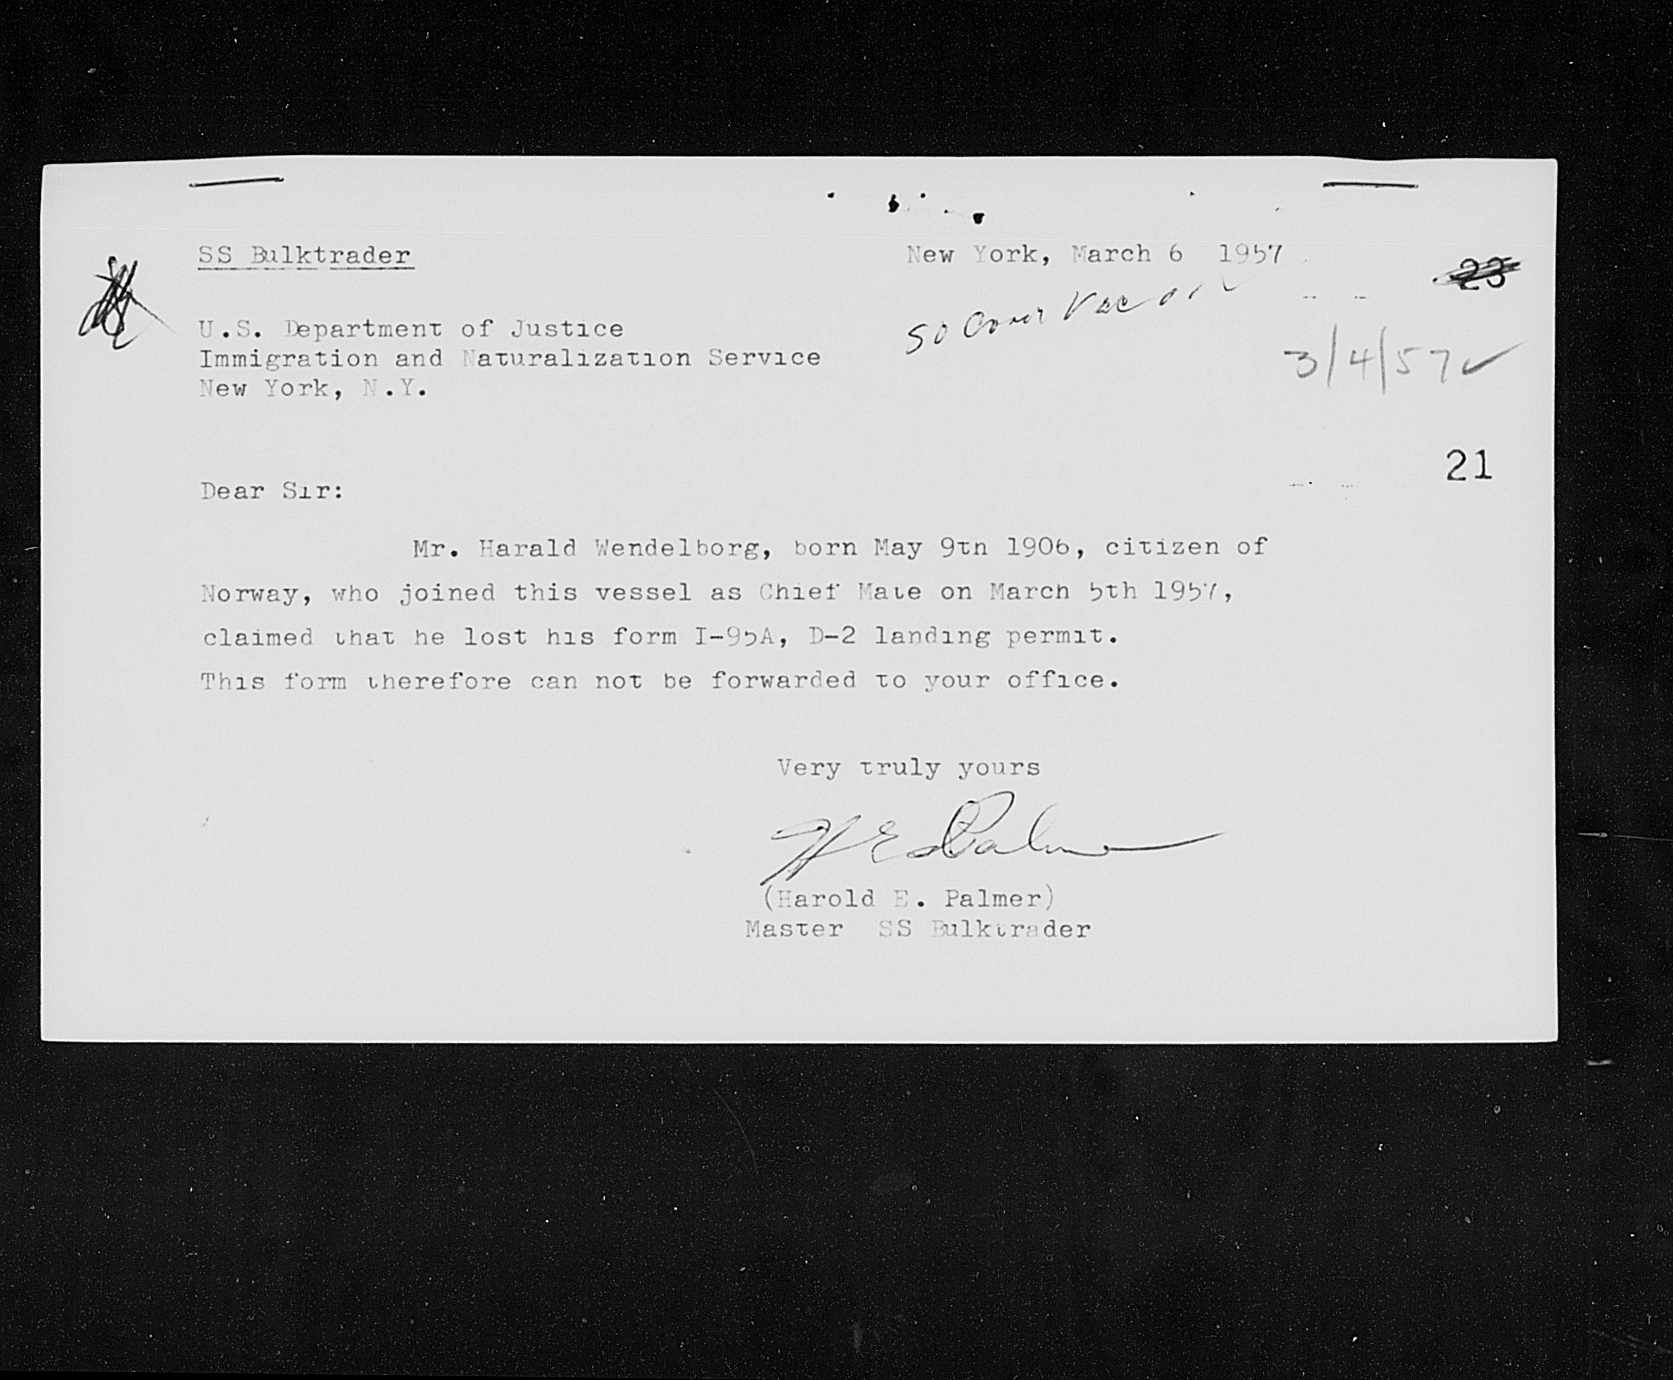 SS Bulktrader
New York, March 6 1957
23
U.S. Department of Justice
Immigration and Naturalization Service
New York, N.Y.
3/4/57
21
Dear Sir:
Mr. Harald Wendelborg, born May 9th 1906, citizen of
Norway, who joined this vessel as Chief Mate on March 5th 1957,
claimed that he lost his form I-95A, D-2 landing permit.
This form therefore can not be forwarded to your office.
Very truly yours
H E Palmer
(Harold E. Palmer)
Master SS Bulktrader